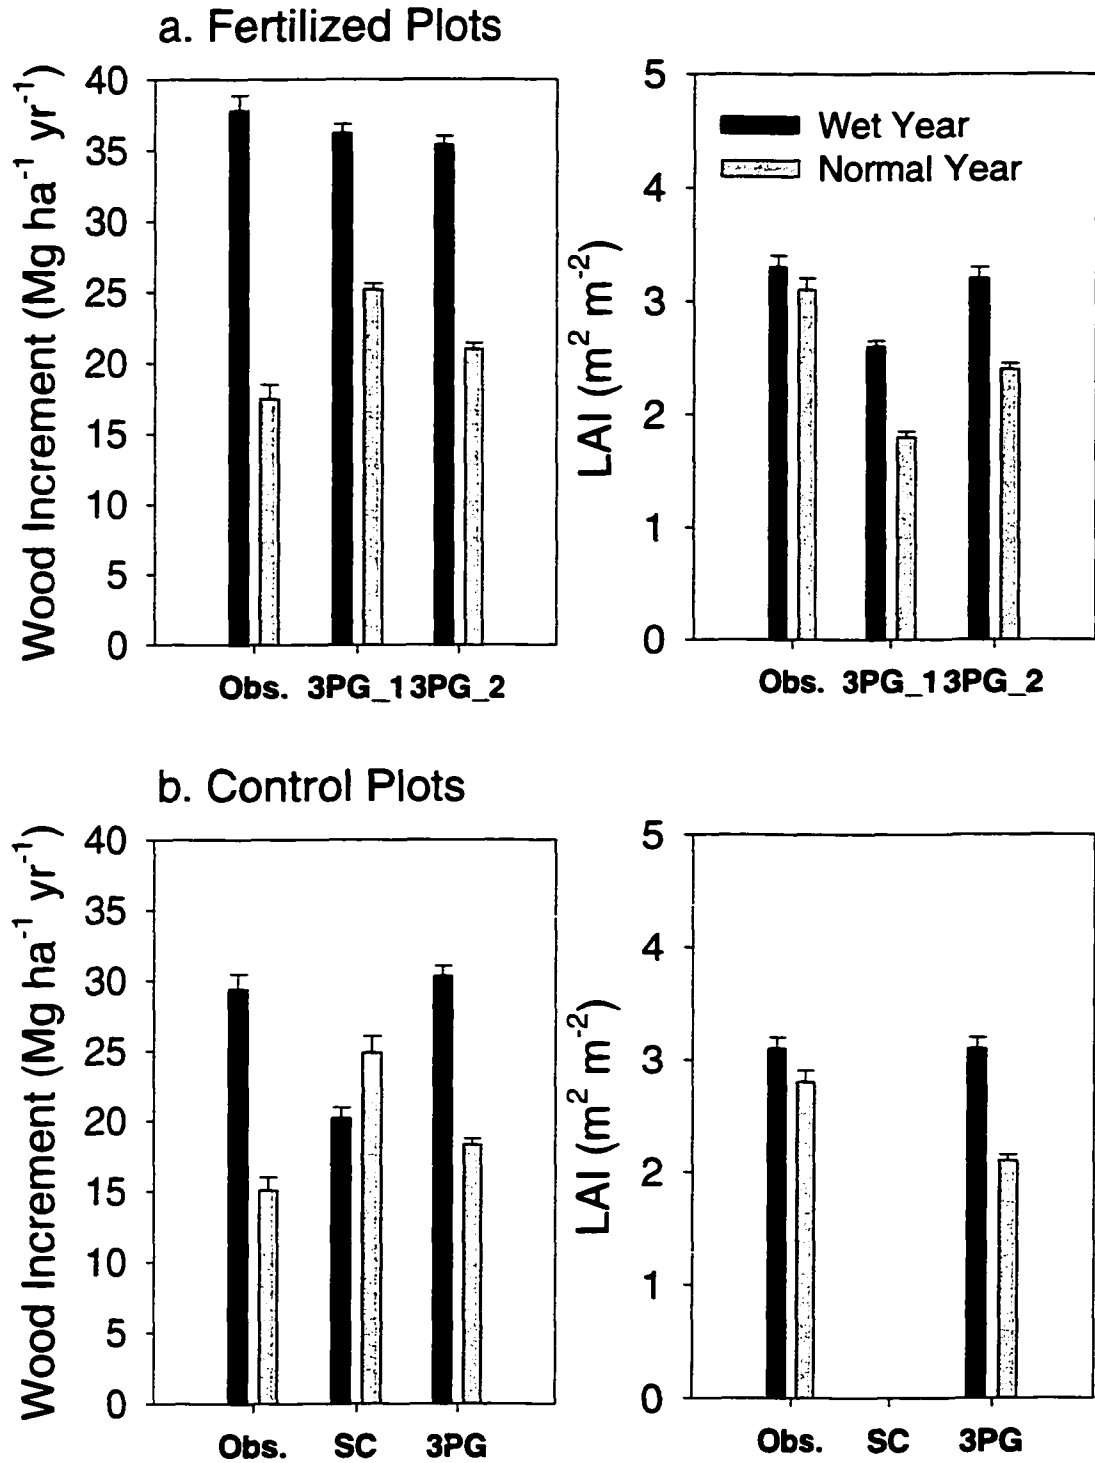 a. Fertilized Plots
Wood Increment (Mg ha⁻¹ yr⁻¹)
40
35
30
25
20
15
10
5
0
Obs. 3PG_1 3PG_2
LAI (m² m⁻²)
5
4
3
2
1
0
Wet Year
Normal Year
Obs. 3PG_1 3PG_2
b. Control Plots
Wood Increment (Mg ha⁻¹ yr⁻¹)
40
35
30
25
20
15
10
5
0
Obs. SC 3PG
LAI (m² m⁻²)
5
4
3
2
1
0
Obs. SC 3PG